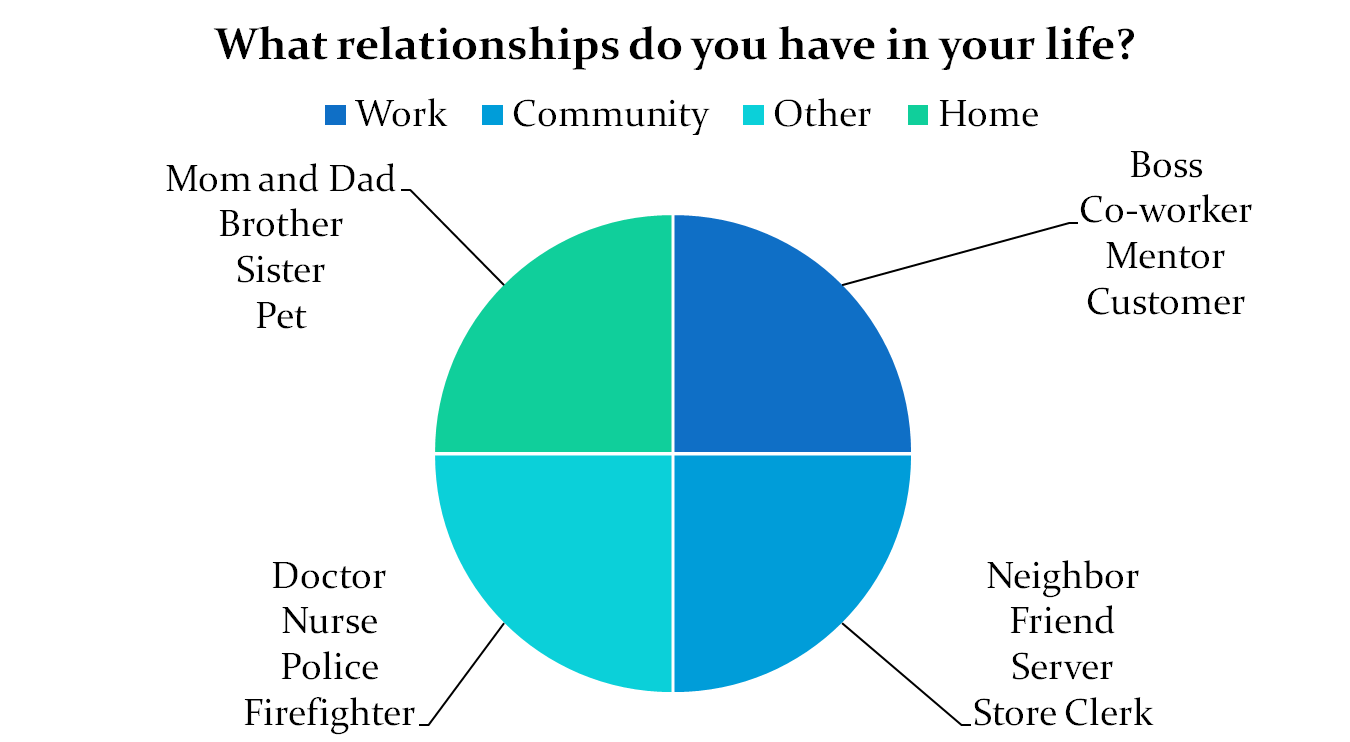 What relationships do you have in your life?
Work Community Other Home
Mom and Dad
Brother
Sister
Pet
Boss
Co-worker
Mentor
Customer
Doctor
Nurse
Police
Firefighter
Neighbor
Friend
Server
Store Clerk